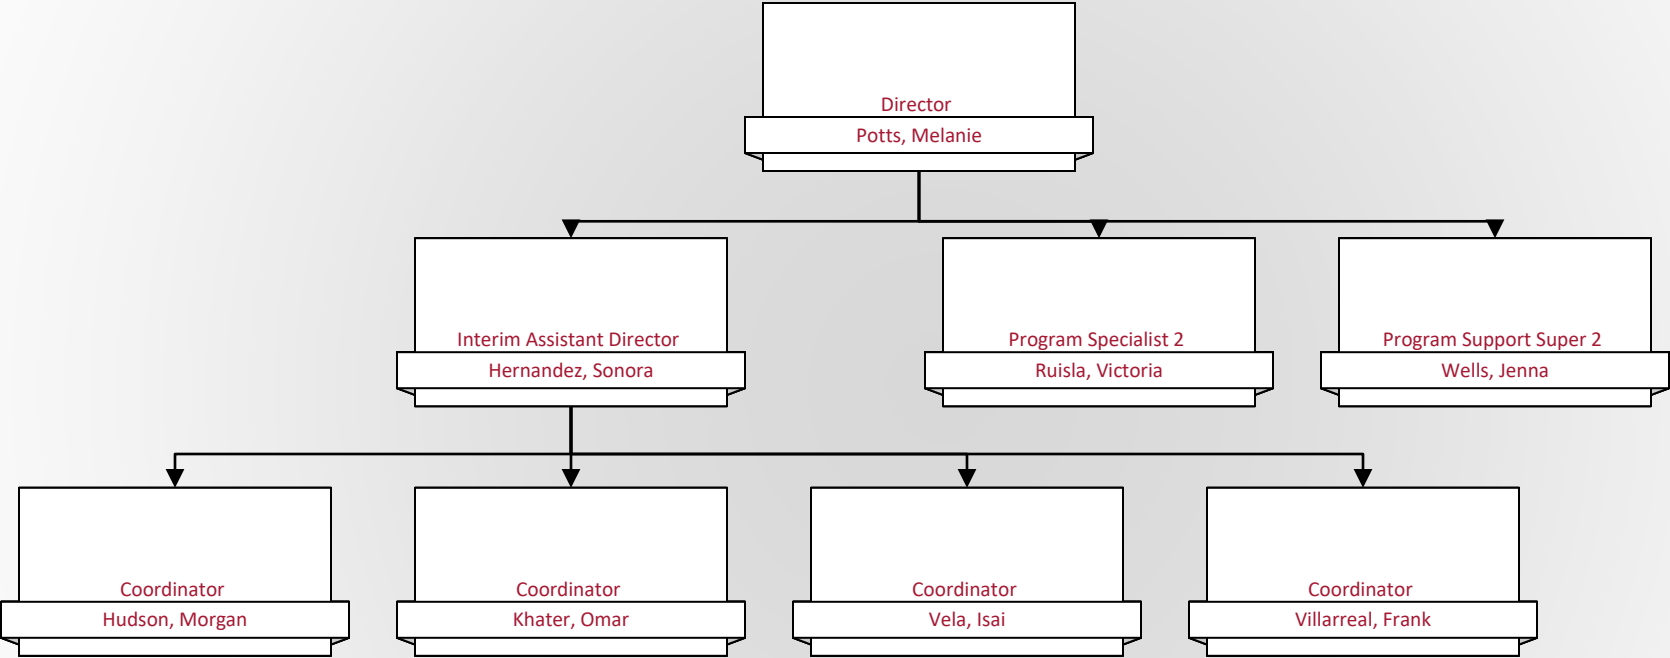 Director
Potts, Melanie
Interim Assistant Director
Hernandez, Sonora
Program Specialist 2
Ruisla, Victoria
Program Support Super 2
Wells, Jenna
Coordinator
Hudson, Morgan
Coordinator
Khater, Omar
Coordinator
Vela, Isai
Coordinator
Villarreal, Frank